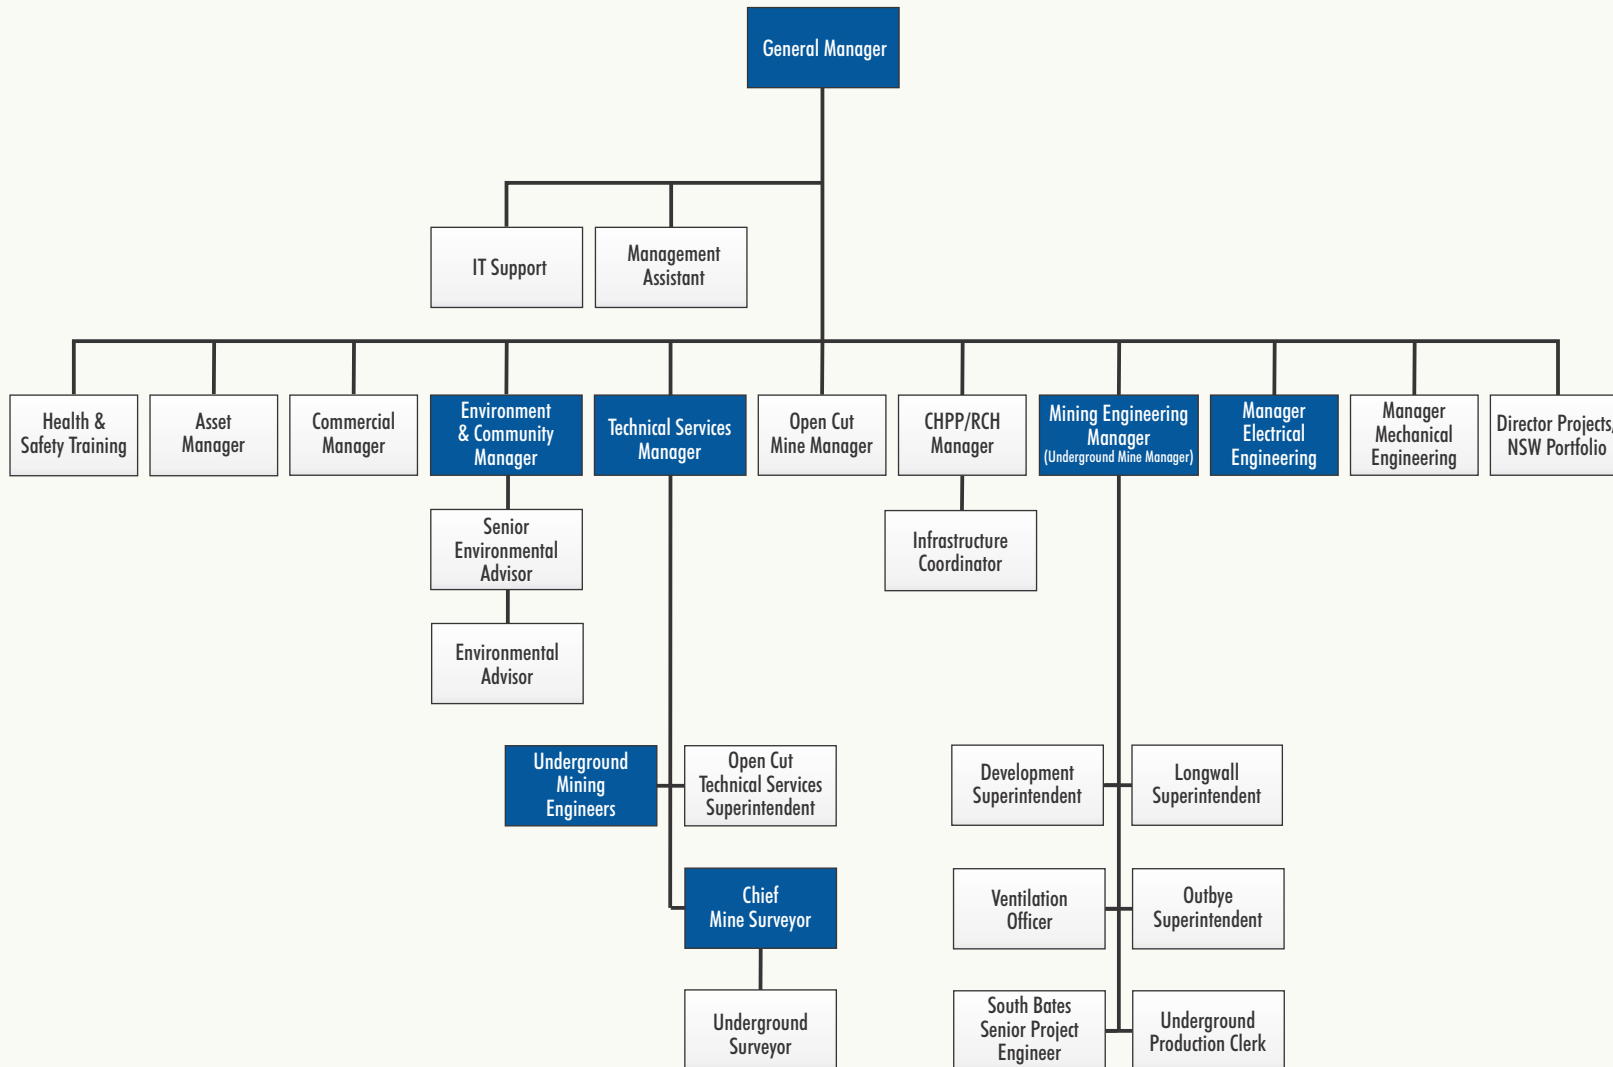 General Manager
IT Support
Management
Assistant
Health &
Safety Training
Asset
Manager
Commercial
Manager
Environment
& Community
Manager
Technical Services
Manager
Open Cut
Mine Manager
CHPP/RCH
Manager
Mining Engineering
Manager
(Underground Mine Manager)
Manager
Electrical
Engineering
Manager
Mechanical
Engineering
Director Projects,
NSW Portfolio
Senior
Environmental
Advisor
Infrastructure
Coordinator
Environmental
Advisor
Underground
Mining
Engineers
Open Cut
Technical Services
Superintendent
Development
Superintendent
Longwall
Superintendent
Chief
Mine Surveyor
Ventilation
Officer
Outbye
Superintendent
Underground
Surveyor
South Bates
Senior Project
Engineer
Underground
Production Clerk